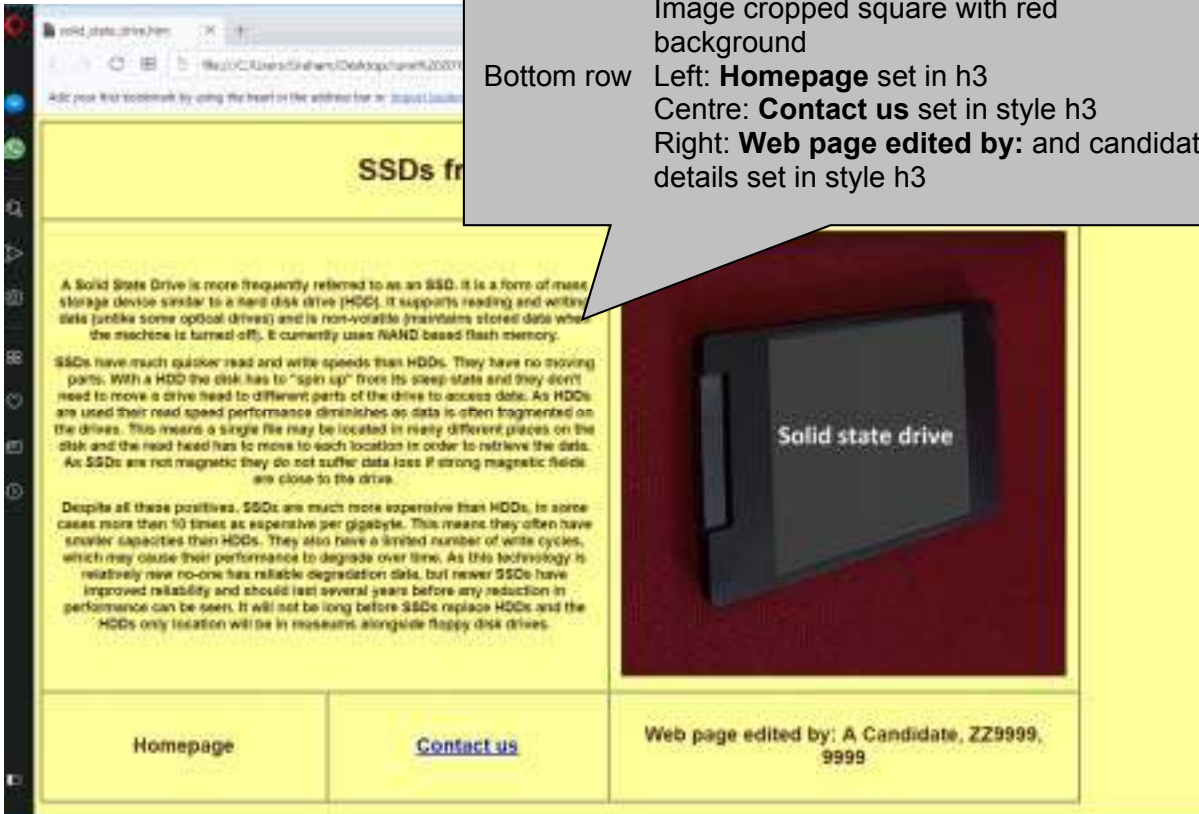 Image cropped square with red
background
Bottom row Left: Homepage set in h3
Centre: Contact us set in style h3
Right: Web page edited by: and candidat
details set in style h3
solid_state_drive.htm
Add your first bookmark by using the heart in the address bar or
SSDs fr
A Solid State Drive is more frequently referred to as an SSD. It is a form of mass
storage device similar to a hard disk drive (HDD). It supports reading and writing
data (unlike some optical drives) and is non-volatile (maintains stored data when
the machine is turned off). It currently uses NAND based flash memory.
SSDs have much quicker read and write speeds than HDDs. They have no moving
parts. With a HDD the disk has to "spin up" from its sleep state and they don't
need to move a drive head to different parts of the drive to access data. As HDDs
are used their read speed performance diminishes as data is often fragmented on
the drives. This means a single file may be located in many different places on the
disk and the read head has to move to each location in order to retrieve the data.
As SSDs are not magnetic they do not suffer data loss if strong magnetic fields
are close to the drive.
Despite all these positives, SSDs are much more expensive than HDDs, in some
cases more than 10 times as expensive per gigabyte. This means they often have
smaller capacities than HDDs. They also have a limited number of write cycles,
which may cause their performance to degrade over time. As this technology is
relatively new no-one has reliable degredation data, but newer SSDs have
improved reliability and should last several years before any reduction in
performance can be seen. It will not be long before SSDs replace HDDs and the
HDDs only location will be in museums alongside floppy disk drives.
Solid state drive
Homepage
Contact us
Web page edited by: A Candidate, ZZ9999,
9999